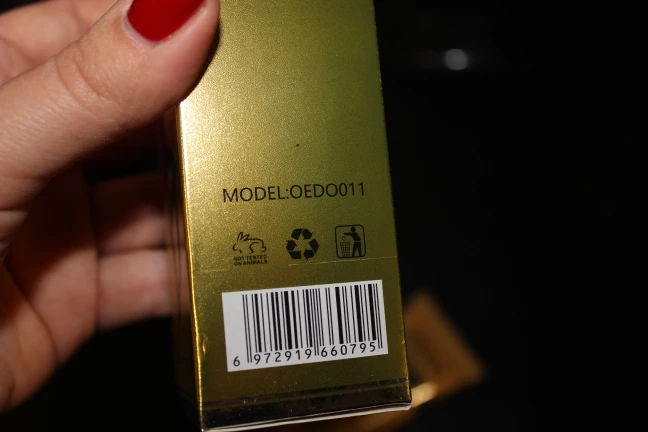 MODEL:OEDO011
NOT TESTED
ON ANIMALS
6 972919 660795